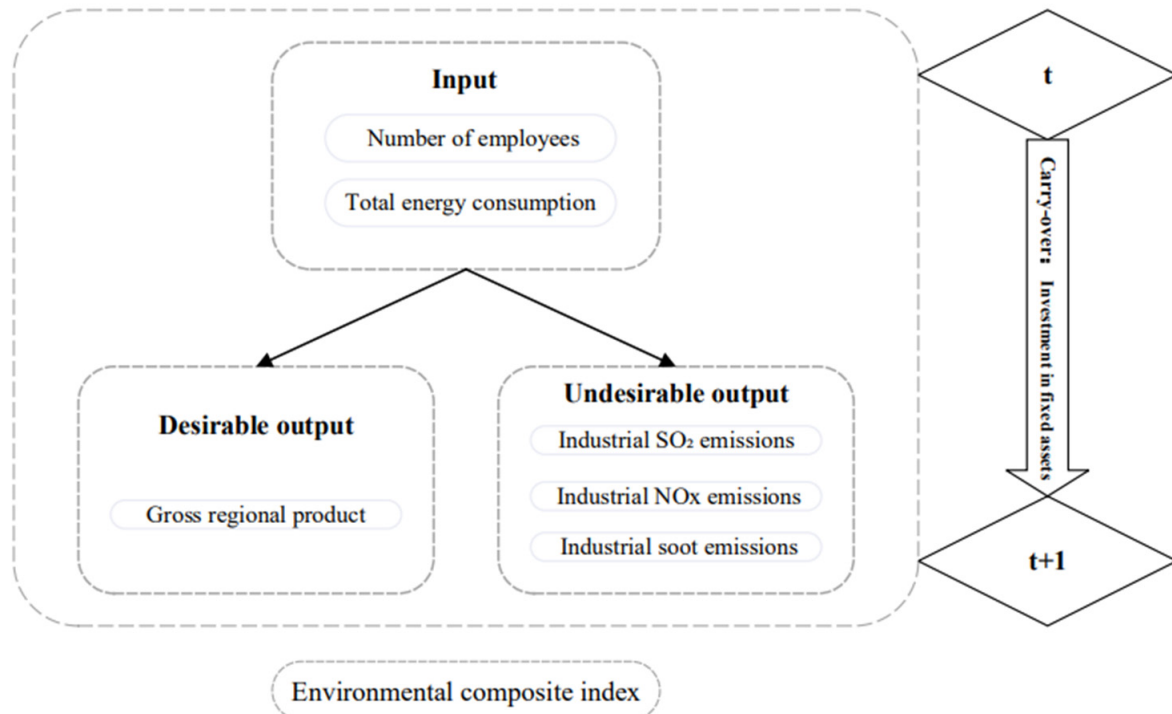 Input
Number of employees
Total energy consumption
Desirable output
Gross regional product
Undesirable output
Industrial SO₂ emissions
Industrial NOx emissions
Industrial soot emissions
t
Carry-over： Investment in fixed assets
t+1
Environmental composite index